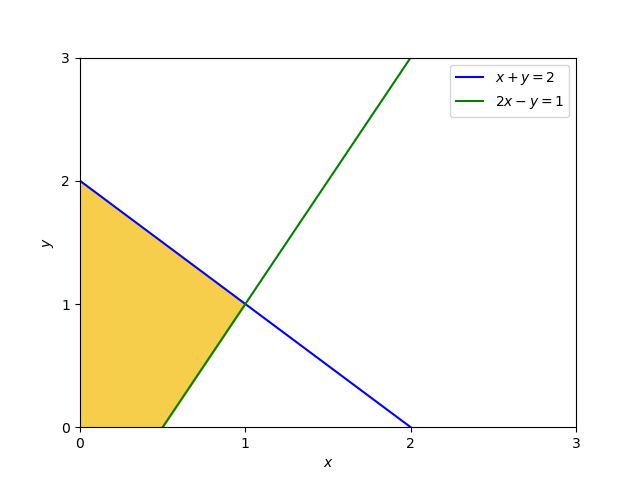 x + y = 2
2x − y = 1
3
2
1
0
y
0 1 2 3
x